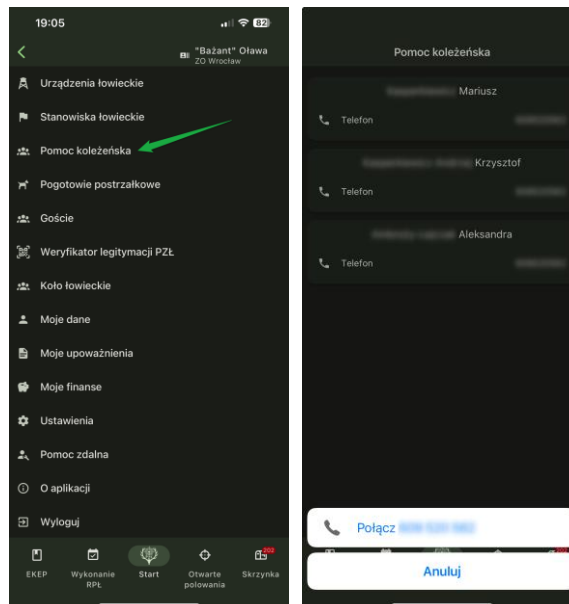 19:05
82
"Bażant" Oława
ZO Wrocław
Urządzenia łowieckie
Stanowiska łowieckie
Pomoc koleżeńska
Pogotowie postrzałkowe
Goście
Weryfikator legitymacji PZŁ
Koło łowieckie
Moje dane
Moje upoważnienia
Moje finanse
Ustawienia
Pomoc zdalna
O aplikacji
Wyloguj
202
EKEP
Wykonanie
RPŁ
Start
Otwarte
polowania
Skrzynka
Pomoc koleżeńska
Mariusz
Telefon
Krzysztof
Telefon
Aleksandra
Telefon
Połącz
Anuluj